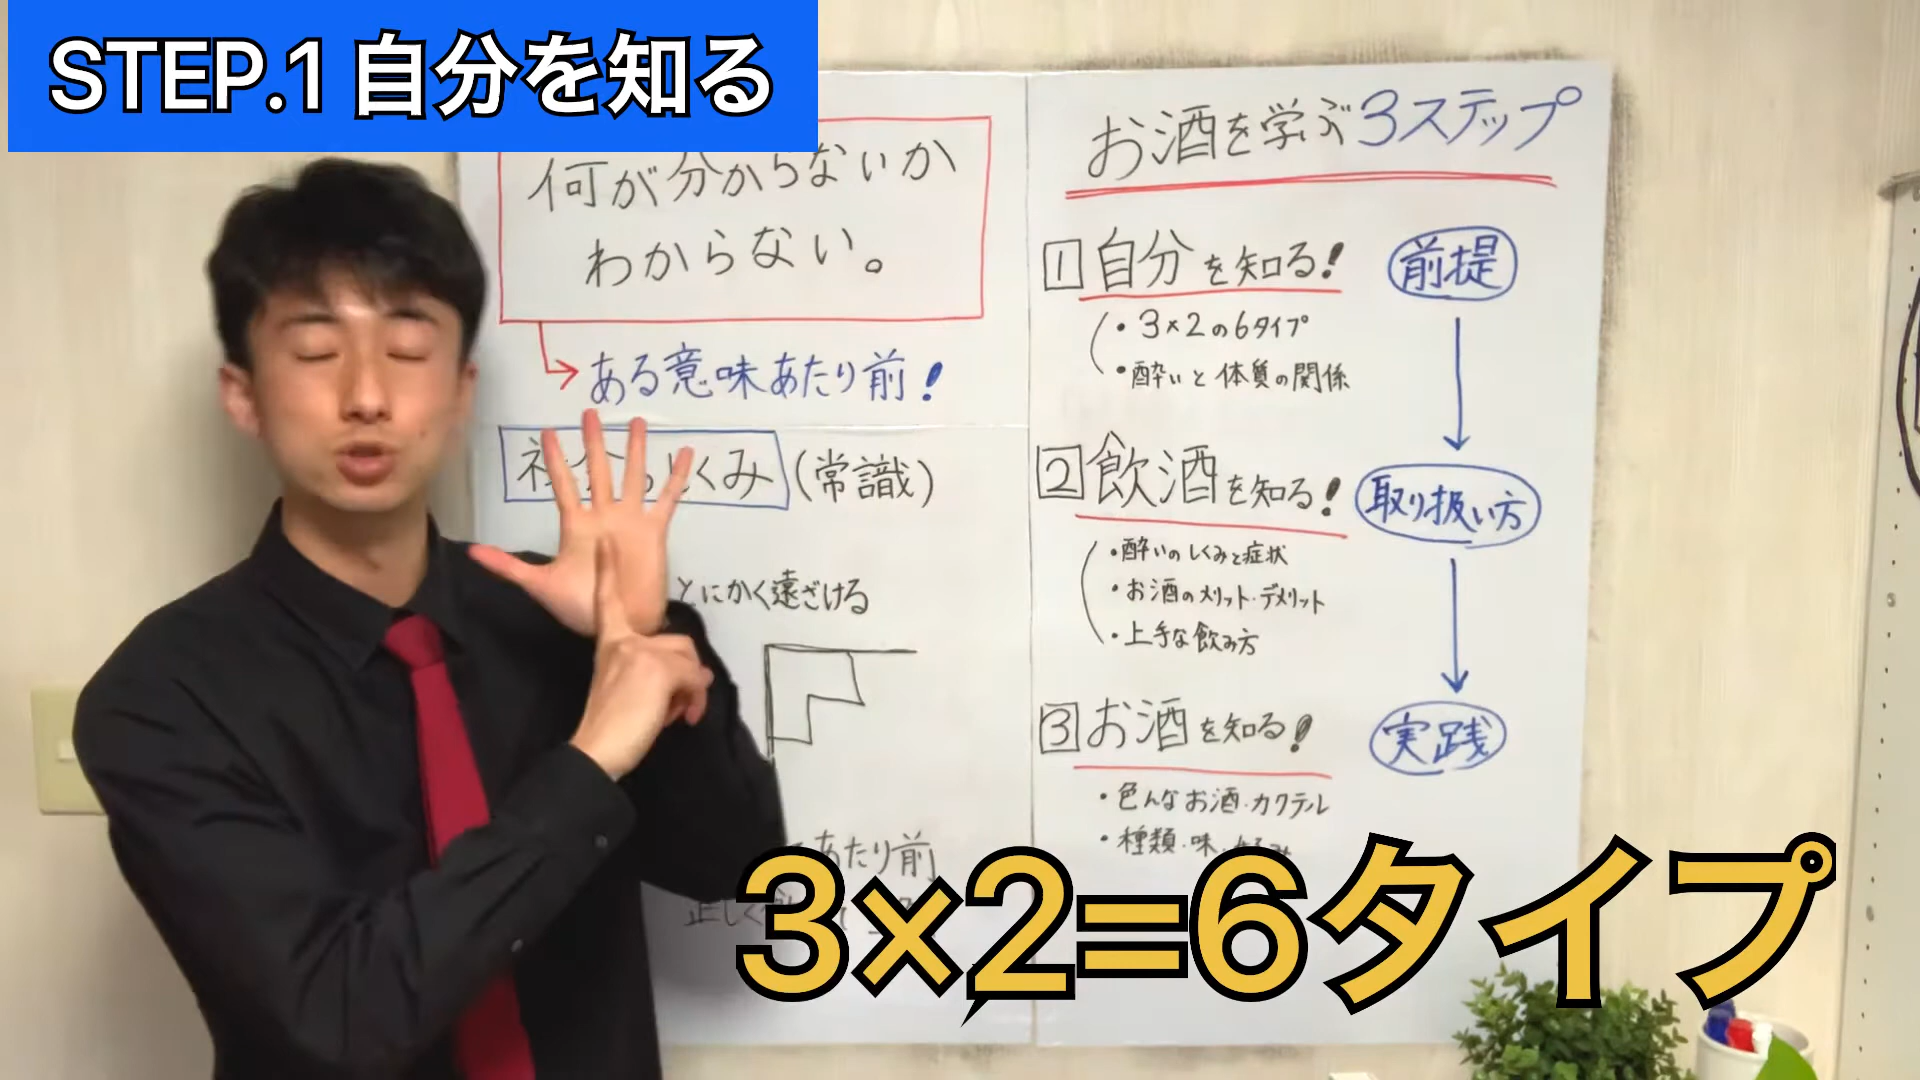 STEP.1 自分を知る
何が分からないか
わからない。
ある意味あたり前!
しくみ(常識)
とにかく遠ざける
あたり前
正しく
お酒を学ぶ3ステップ
1 自分を知る! 前提
・3×2の6タイプ
・酔いと体質の関係
2 飲酒を知る! 取り扱い方
・酔いのしくみと症状
・お酒のメリット・デメリット
・上手な飲み方
3 お酒を知る! 実践
・色んなお酒・カクテル
・種類・味・
3×2=6タイプ